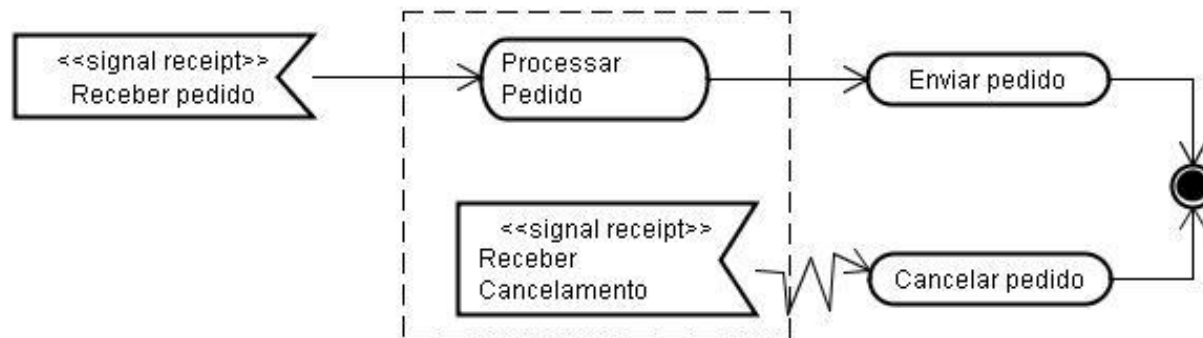 <<signal receipt>>
Receber pedido
Processar
Pedido
Enviar pedido
<<signal receipt>>
Receber
Cancelamento
Cancelar pedido